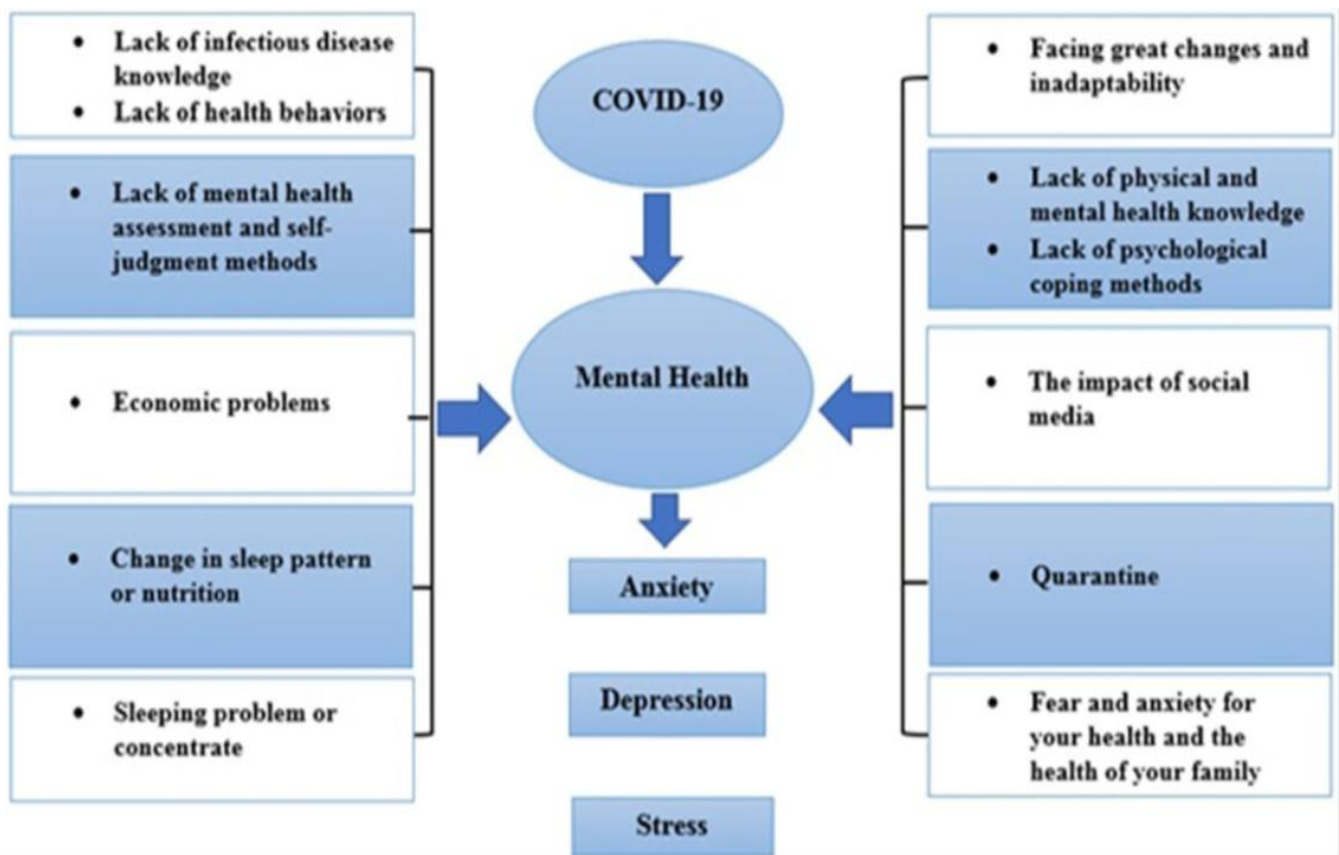 • Lack of infectious disease
knowledge
• Lack of health behaviors
• Lack of mental health
assessment and self-
judgment methods
• Economic problems
• Change in sleep pattern
or nutrition
• Sleeping problem or
concentrate
COVID-19
Mental Health
Anxiety
Depression
Stress
• Facing great changes and
inadaptability
• Lack of physical and
mental health knowledge
• Lack of psychological
coping methods
• The impact of social
media
• Quarantine
• Fear and anxiety for
your health and the
health of your family